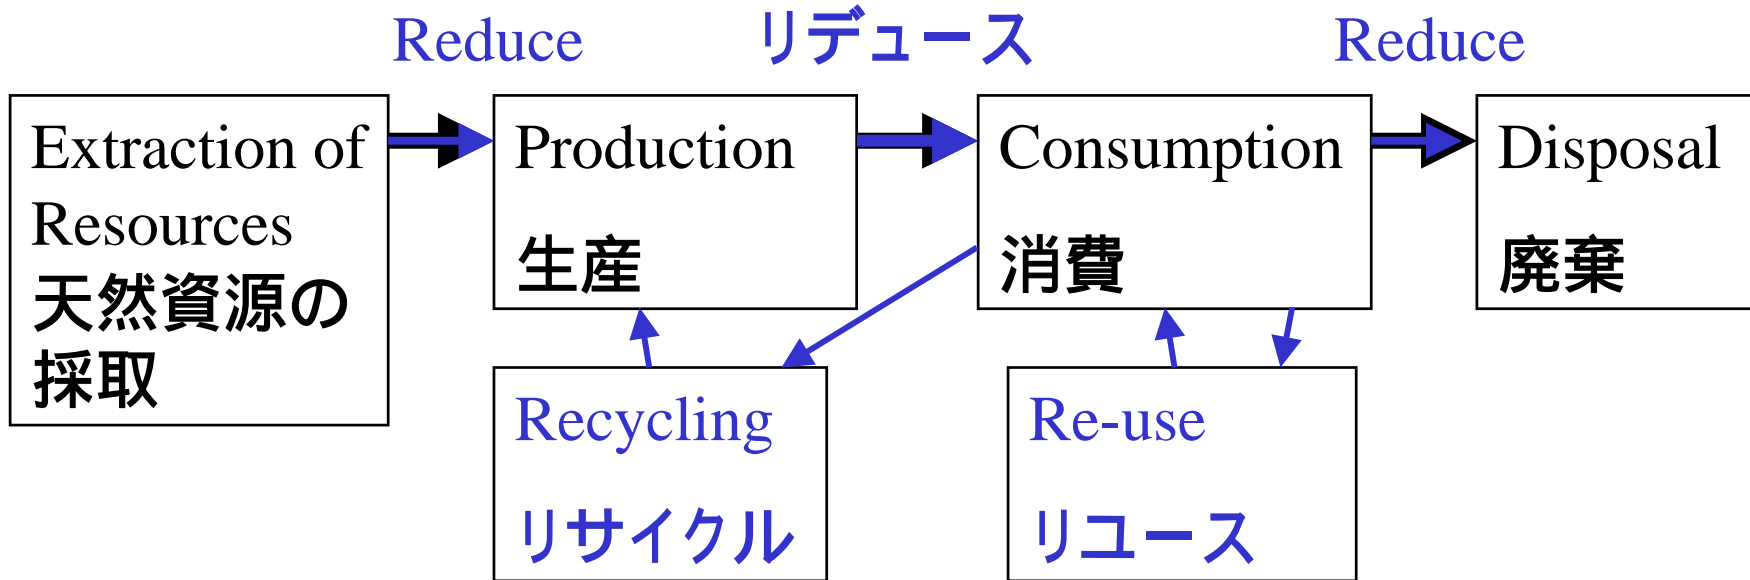 Reduce リデュース Reduce
Extraction of
Resources
天然資源の
採取
Production
生産
Consumption
消費
Disposal
廃棄
Recycling
リサイクル
Re-use
リユース